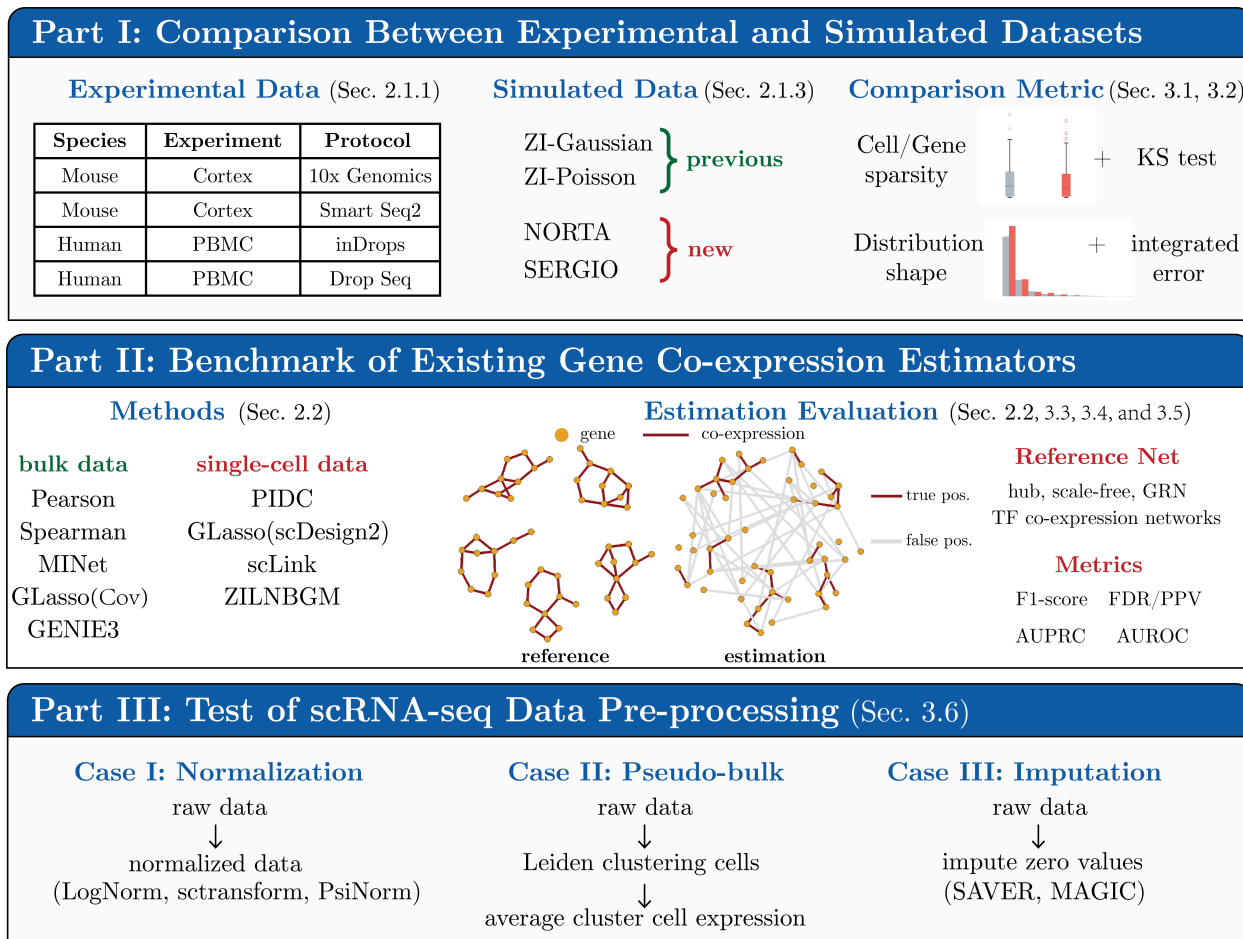 Part I: Comparison Between Experimental and Simulated Datasets
Experimental Data (Sec. 2.1.1)
Species Experiment Protocol
Mouse Cortex 10x Genomics
Mouse Cortex Smart Seq2
Human PBMC inDrops
Human PBMC Drop Seq
Simulated Data (Sec. 2.1.3)
ZI-Gaussian
ZI-Poisson
previous
NORTA
SERGIO
new
Comparison Metric (Sec. 3.1, 3.2)
Cell/Gene
sparsity
+ KS test
Distribution
shape
+ integrated
error
Part II: Benchmark of Existing Gene Co-expression Estimators
Methods (Sec. 2.2)
bulk data
Pearson
Spearman
MINet
GLasso(Cov)
GENIE3
single-cell data
PIDC
GLasso(scDesign2)
scLink
ZILNBGM
Estimation Evaluation (Sec. 2.2, 3.3, 3.4, and 3.5)
gene co-expression
true pos.
false pos.
reference
estimation
Reference Net
hub, scale-free, GRN
TF co-expression networks
Metrics
F1-score FDR/PPV
AUPRC AUROC
Part III: Test of scRNA-seq Data Pre-processing (Sec. 3.6)
Case I: Normalization
raw data
↓
normalized data
(LogNorm, sctransform, PsiNorm)
Case II: Pseudo-bulk
raw data
↓
Leiden clustering cells
↓
average cluster cell expression
Case III: Imputation
raw data
↓
impute zero values
(SAVER, MAGIC)